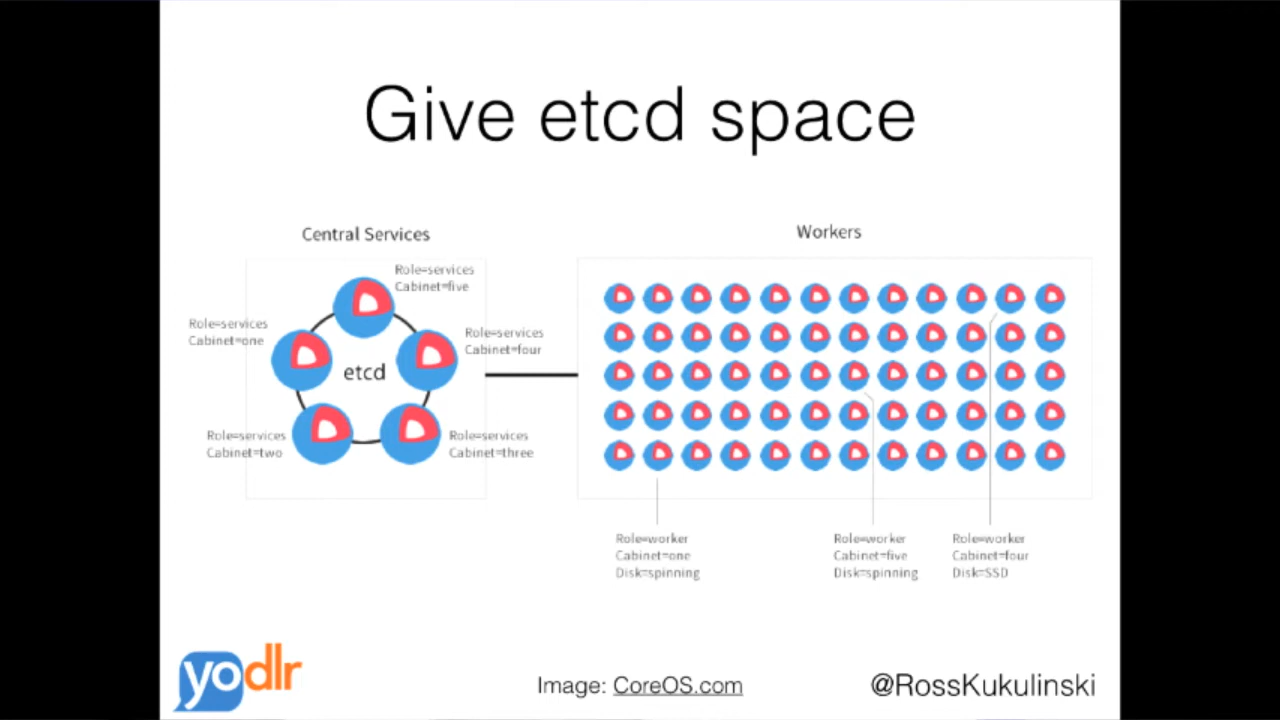 Give etcd space
Central Services
Workers
Role=services
Cabinet=five
Role=services
Cabinet=one
Role=services
Cabinet=four
etcd
Role=services
Cabinet=two
Role=services
Cabinet=three
Role=worker
Cabinet=one
Disk=spinning
Role=worker
Cabinet=five
Disk=spinning
Role=worker
Cabinet=four
Disk=SSD
yodlr
Image: CoreOS.com
@RossKukulinski